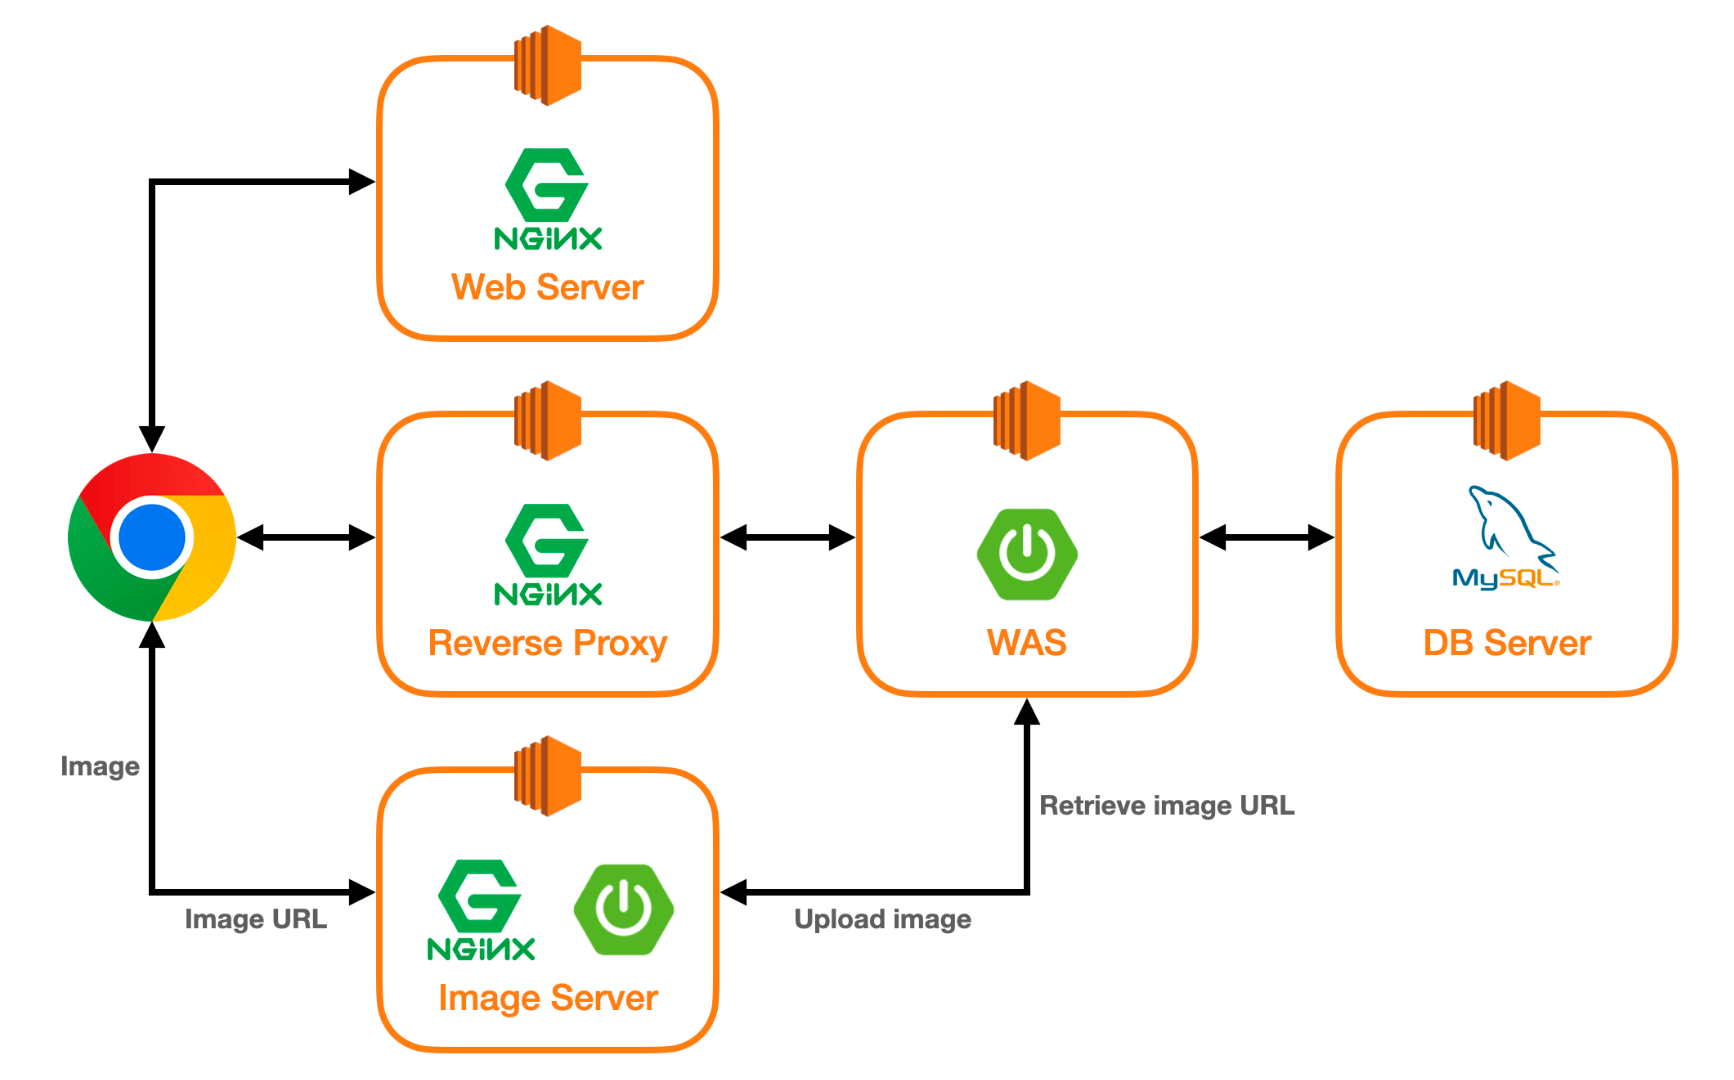 NGINX
Web Server
NGINX
Reverse Proxy
WAS
MySQL®
DB Server
Image
Image URL
Retrieve image URL
Upload image
NGINX
Image Server